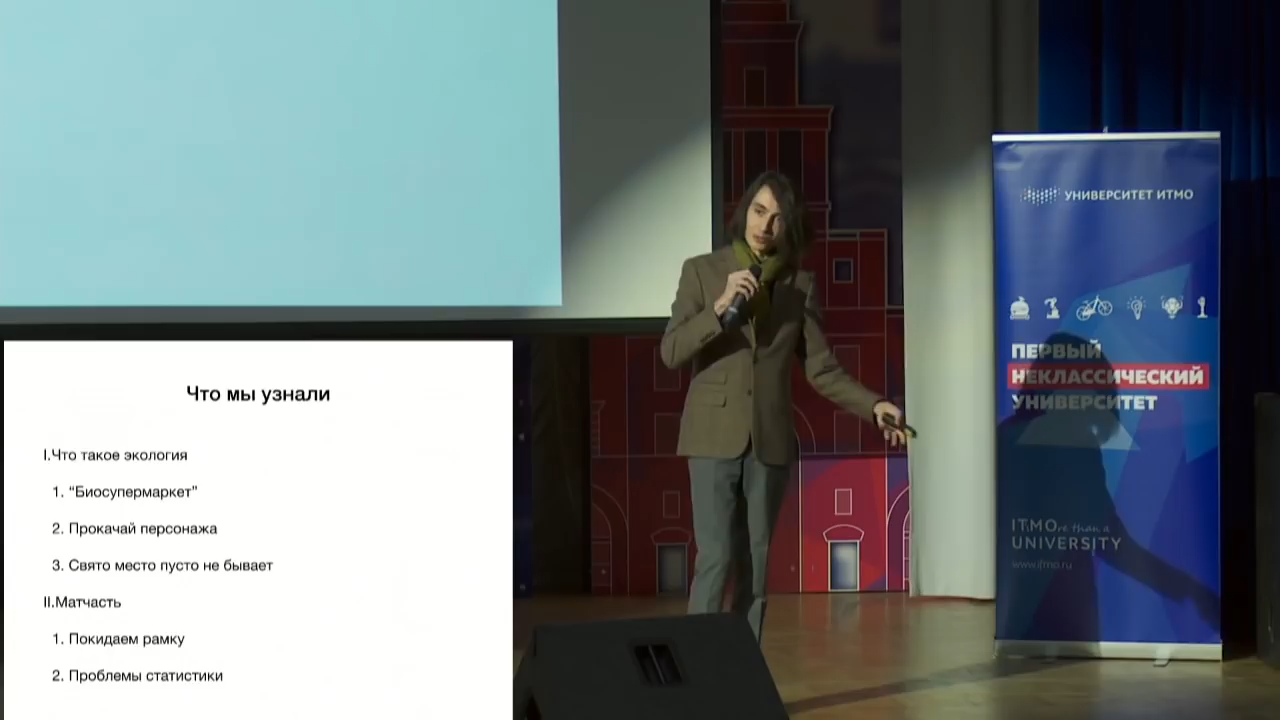 Что мы узнали
I.Что такое экология
1. “Биосупермаркет”
2. Прокачай персонажа
3. Свято место пусто не бывает
II.Матчасть
1. Покидаем рамку
2. Проблемы статистики
УНИВЕРСИТЕТ ИТМО
ПЕРВЫЙ
НЕКЛАССИЧЕСКИЙ
УНИВЕРСИТЕТ
ITMOre than a
UNIVERSITY
www.ifmo.ru